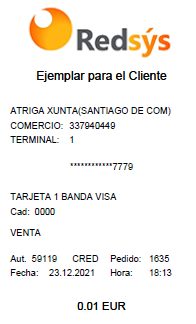 Redsýs
Ejemplar para el Cliente
ATRIGA XUNTA(SANTIAGO DE COM)
COMERCIO: 337940449
TERMINAL: 1
************7779
TARJETA 1 BANDA VISA
Cad: 0000
VENTA
Aut. 59119 CRED Pedido: 1635
Fecha: 23.12.2021 Hora: 18:13
0.01 EUR